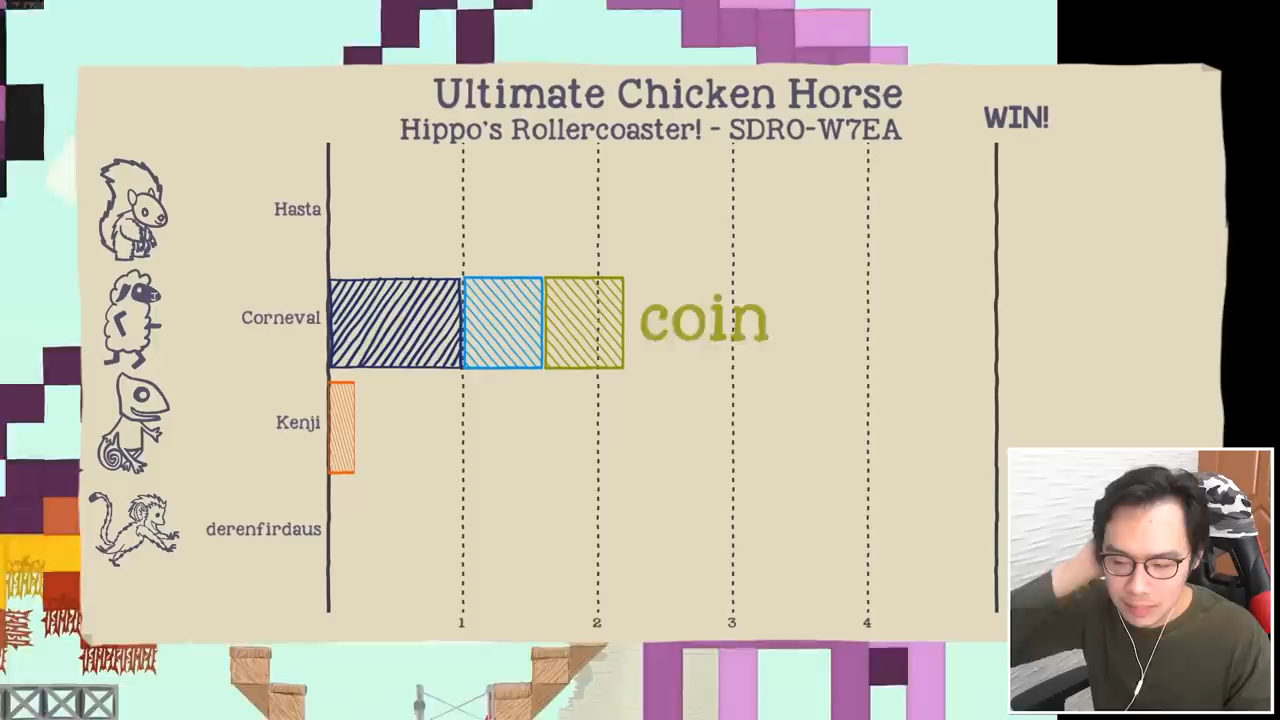 Ultimate Chicken Horse
Hippo's Rollercoaster! - SDRO-W7EA
WIN!
Hasta
Corneval
coin
Kenji
derenfirdaus
1 2 3 4